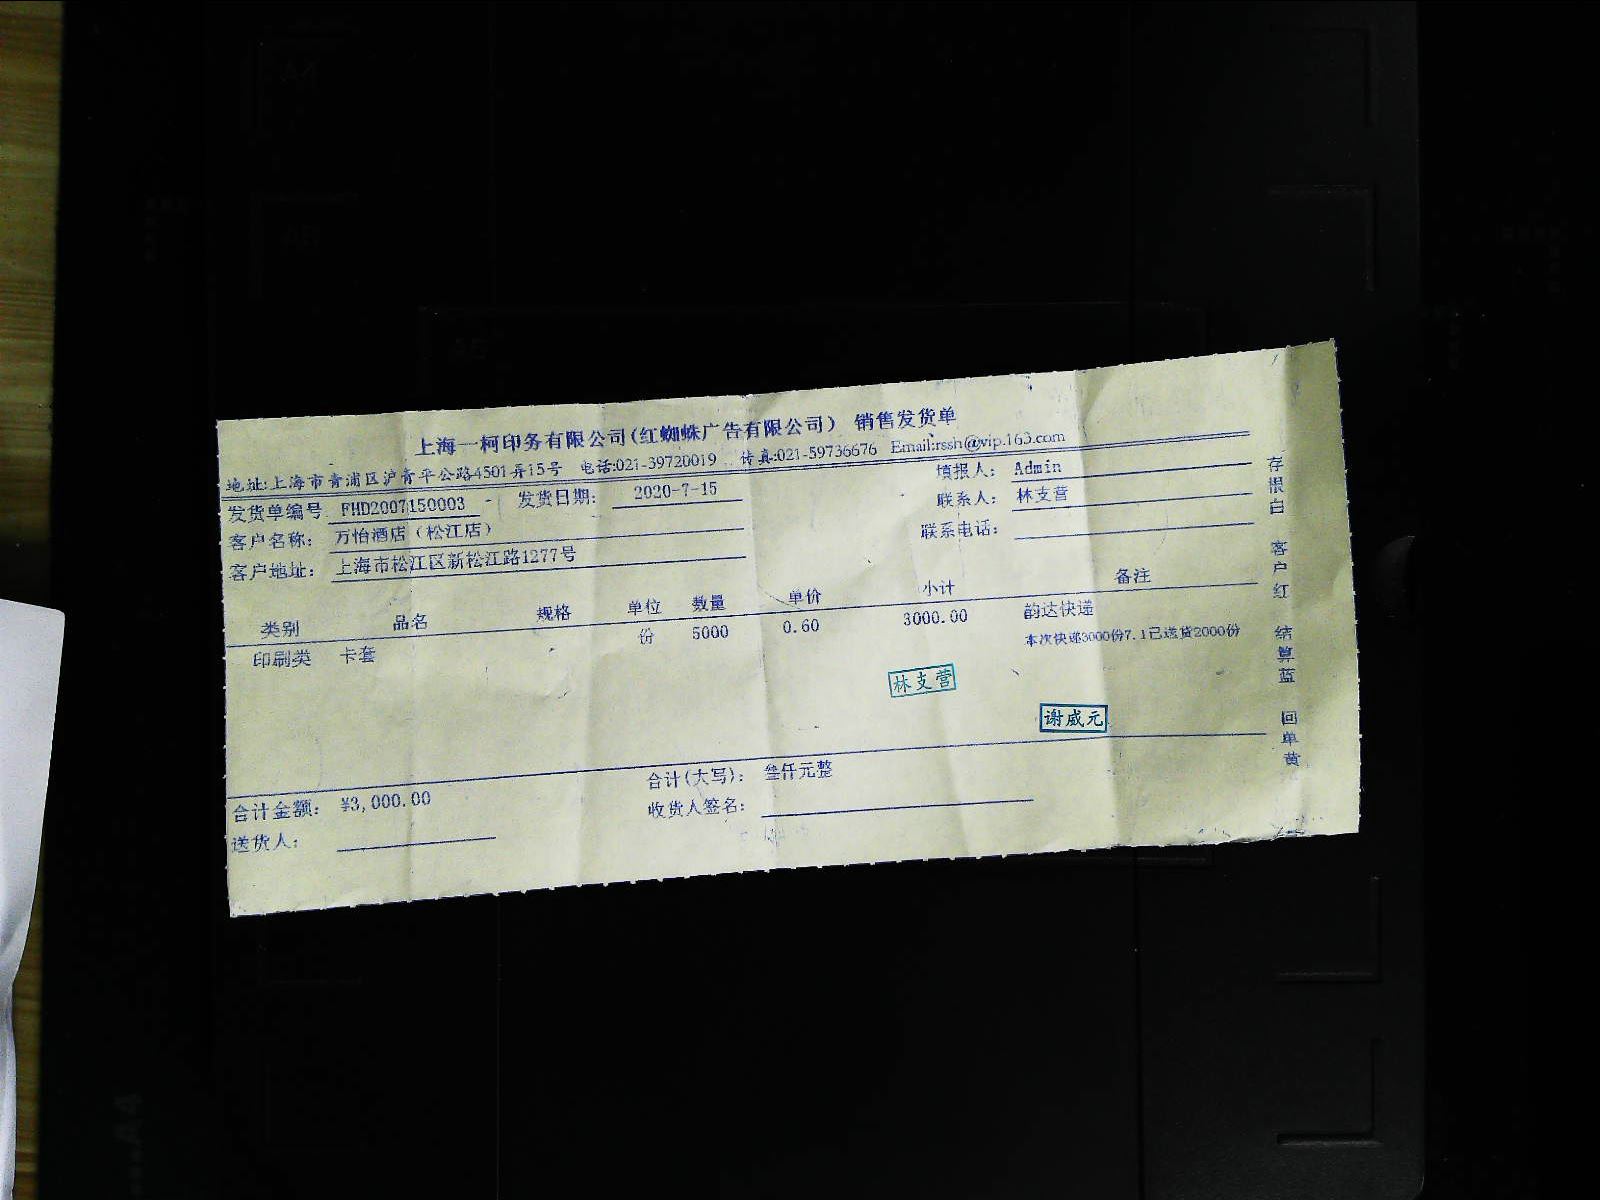 上海一柯印务有限公司(红蜘蛛广告有限公司) 销售发货单
地址:上海市青浦区沪青平公路4501弄15号 电话:021-39720019 传真:021-59736676 Email:rssh@vip.163.com
发货单编号 FHD2007150003 发货日期: 2020-7-15 填报人: Admin
客户名称: 万怡酒店（松江店） 联系人: 林支营
客户地址: 上海市松江区新松江路1277号 联系电话:
类别 品名 规格 单位 数量 单价 小计 备注
印刷类 卡套 份 5000 0.60 3000.00 韵达快递
本次快递3000份7.1已送货2000份
林支营
谢威元
合计金额: ¥3,000.00 合计(大写): 叁仟元整
送货人: 收货人签名:
存根白 客户红 结算蓝 回单黄